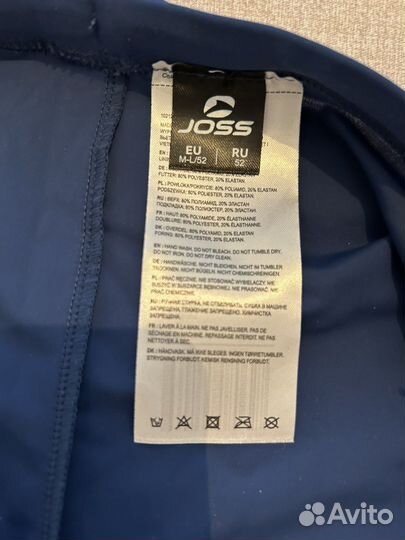 JOSS
EU
M-L/52
RU
52
FUTTER: 80% POLYESTER, 20% ELASTAN
PL : POWŁOKA/POKRYCIE: 80% POLIAMID, 20% ELASTAN
PODSZEWKA: 80% POLIESTER, 20% ELASTAN
RU : ВЕРХ: 80% ПОЛИАМИД, 20% ЭЛАСТАН
ПОДКЛАДКА: 80% ПОЛИЭСТЕР, 20% ЭЛАСТАН
FR : HAUT: 80% POLYAMIDE, 20% ÉLASTHANNE
DOUBLURE: 80% POLYESTER, 20% ÉLASTHANNE
DK : OVERDEL: 80% POLYAMID, 20% ELASTAN
FORING: 80% POLYESTER, 20% ELASTAN
EN : HAND WASH. DO NOT BLEACH. DO NOT TUMBLE DRY.
DO NOT IRON. DO NOT DRY CLEAN.
DE : HANDWÄSCHE. NICHT BLEICHEN. NICHT IM TUMBLER
TROCKNEN. NICHT BÜGELN. NICHT CHEMISCHREINIGEN
PL : PRAĆ RĘCZNIE. NIE STOSOWAĆ WYBIELACZY. NIE
SUSZYĆ W SUSZARCE BĘBNOWEJ. NIE PRASOWAĆ. NIE
PRAĆ CHEMICZNIE.
RU : РУЧНАЯ СТИРКА. НЕ ОТБЕЛИВАТЬ. СУШКА В МАШИНЕ
ЗАПРЕЩЕНА. ГЛАЖЕНИЕ ЗАПРЕЩЕНО. ХИМЧИСТКА
ЗАПРЕЩЕНА.
FR : LAVER À LA MAIN. NE PAS JAVELLISER. PAS DE
SÉCHAGE EN MACHINE. REPASSAGE INTERDIT. NE PAS
NETTOYER À SEC
DK : HÅNDVASK. MÅ IKKE BLEGES. INGEN TØRRETUMBLER.
STRYGNING FORBUDT. KEMISK RENSNING FORBUDT.
Avito